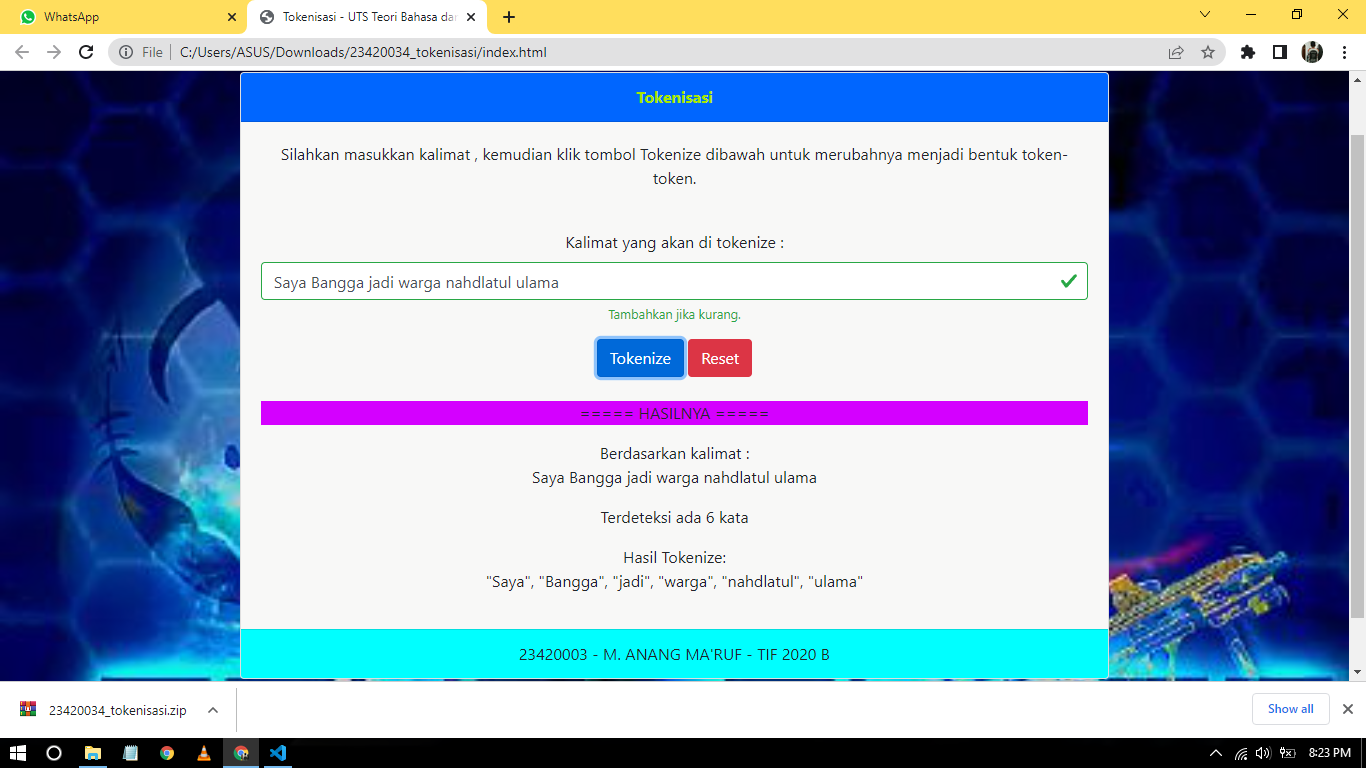 WhatsApp
Tokenisasi - UTS Teori Bahasa dan
File
C:/Users/ASUS/Downloads/23420034_tokenisasi/index.html
Tokenisasi
Silahkan masukkan kalimat , kemudian klik tombol Tokenize dibawah untuk merubahnya menjadi bentuk token-
token.
Kalimat yang akan di tokenize :
Saya Bangga jadi warga nahdlatul ulama
Tambahkan jika kurang.
Tokenize
Reset
===== HASILNYA =====
Berdasarkan kalimat :
Saya Bangga jadi warga nahdlatul ulama
Terdeteksi ada 6 kata
Hasil Tokenize:
"Saya", "Bangga", "jadi", "warga", "nahdlatul", "ulama"
23420003 - M. ANANG MA'RUF - TIF 2020 B
23420034_tokenisasi.zip
Show all
8:23 PM